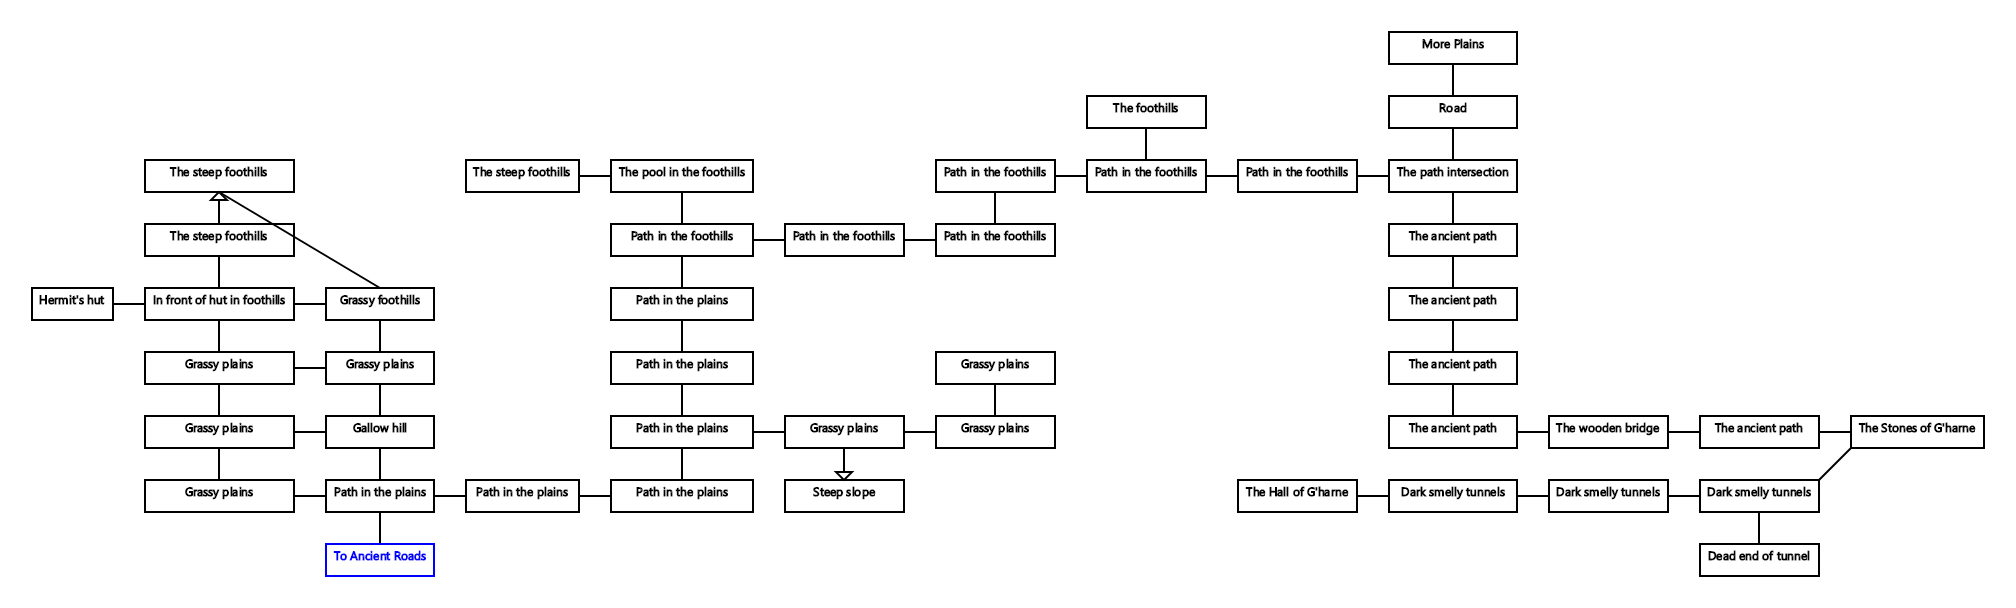 More Plains
The foothills
Road
The steep foothills
The steep foothills
The pool in the foothills
Path in the foothills
Path in the foothills
Path in the foothills
The path intersection
The steep foothills
Path in the foothills
Path in the foothills
Path in the foothills
The ancient path
Hermit's hut
In front of hut in foothills
Grassy foothills
Path in the plains
The ancient path
Grassy plains
Grassy plains
Path in the plains
Grassy plains
The ancient path
Grassy plains
Gallow hill
Path in the plains
Grassy plains
Grassy plains
The ancient path
The wooden bridge
The ancient path
The Stones of G'harne
Grassy plains
Path in the plains
Path in the plains
Path in the plains
Steep slope
The Hall of G'harne
Dark smelly tunnels
Dark smelly tunnels
Dark smelly tunnels
To Ancient Roads
Dead end of tunnel